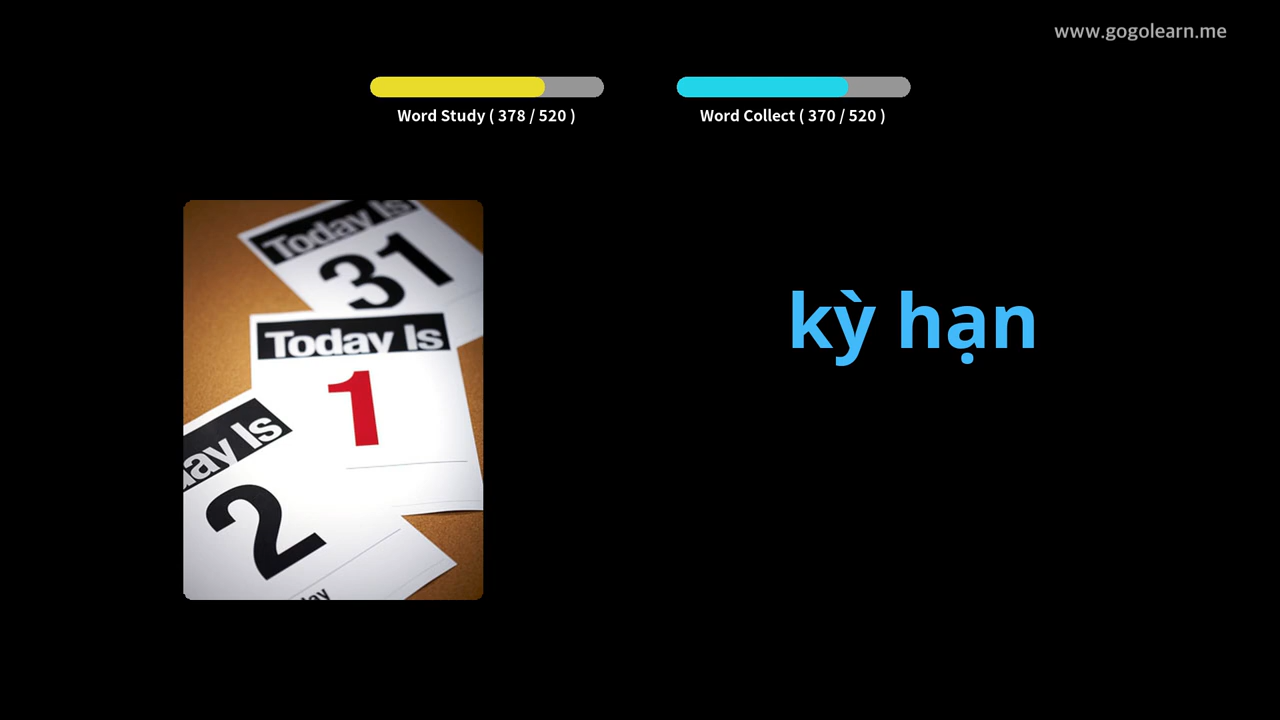 www.gogolearn.me
Word Study ( 378 / 520 )
Word Collect ( 370 / 520 )
Today Is
31
Today Is
1
ay Is
2
kỳ hạn